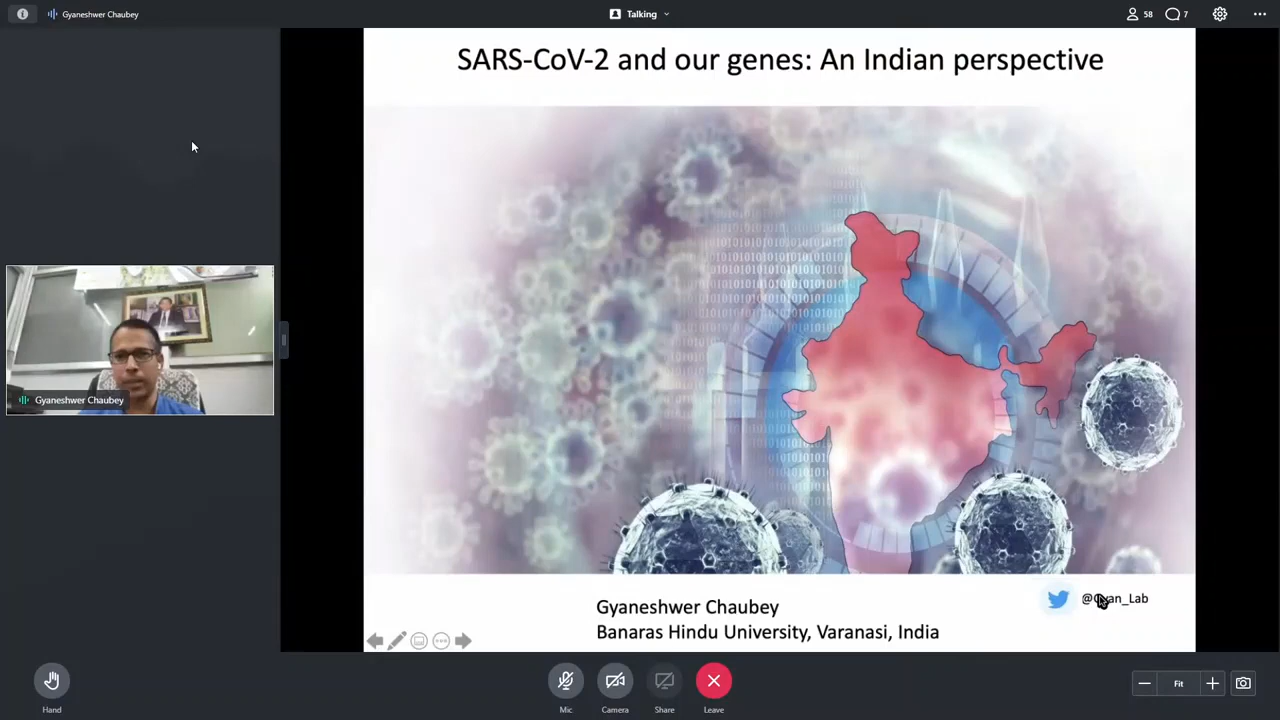 Gyaneshwer Chaubey
Talking
58
7
SARS-CoV-2 and our genes: An Indian perspective
Gyaneshwer Chaubey
Gyaneshwer Chaubey
Banaras Hindu University, Varanasi, India
Hand
Mic
Camera
Share
Leave
Fit